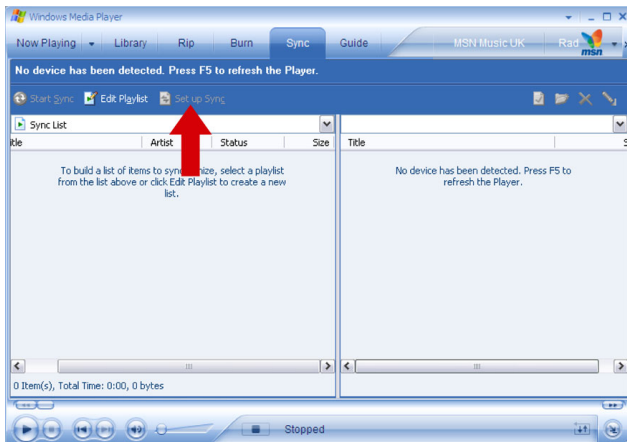 Windows Media Player
Now Playing Library Rip Burn Sync Guide MSN Music UK Rad msn
No device has been detected. Press F5 to refresh the Player.
Start Sync Edit Playlist Set up Sync
Sync List
itle Artist Status Size Title S
To build a list of items to synchronize, select a playlist
from the list above or click Edit Playlist to create a new
list.
No device has been detected. Press F5 to
refresh the Player.
0 Item(s), Total Time: 0:00, 0 bytes
Stopped